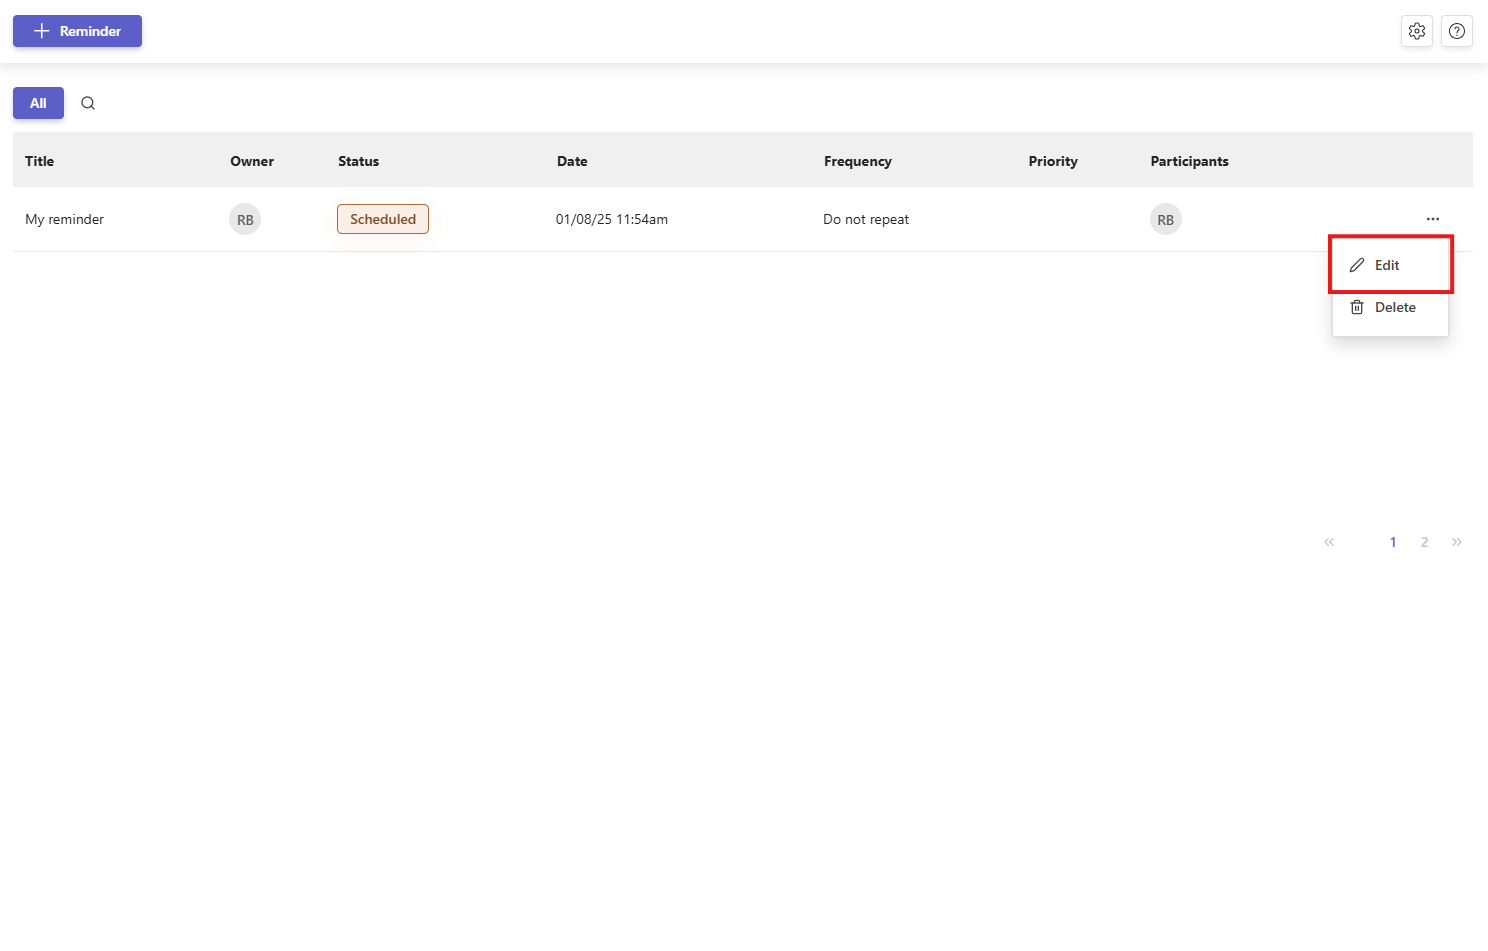 Reminder
All
Title Owner Status Date Frequency Priority Participants
My reminder RB Scheduled 01/08/25 11:54am Do not repeat RB ...
Edit
Delete
« 1 2 »